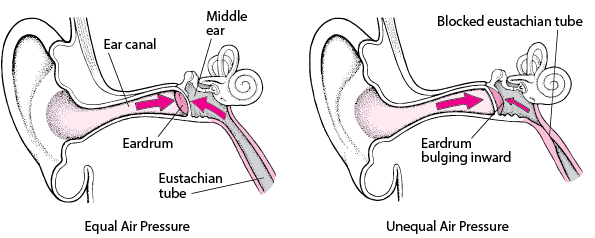 Middle
ear
Ear canal
Eardrum
Eustachian
tube
Equal Air Pressure
Blocked eustachian tube
Eardrum
bulging inward
Unequal Air Pressure